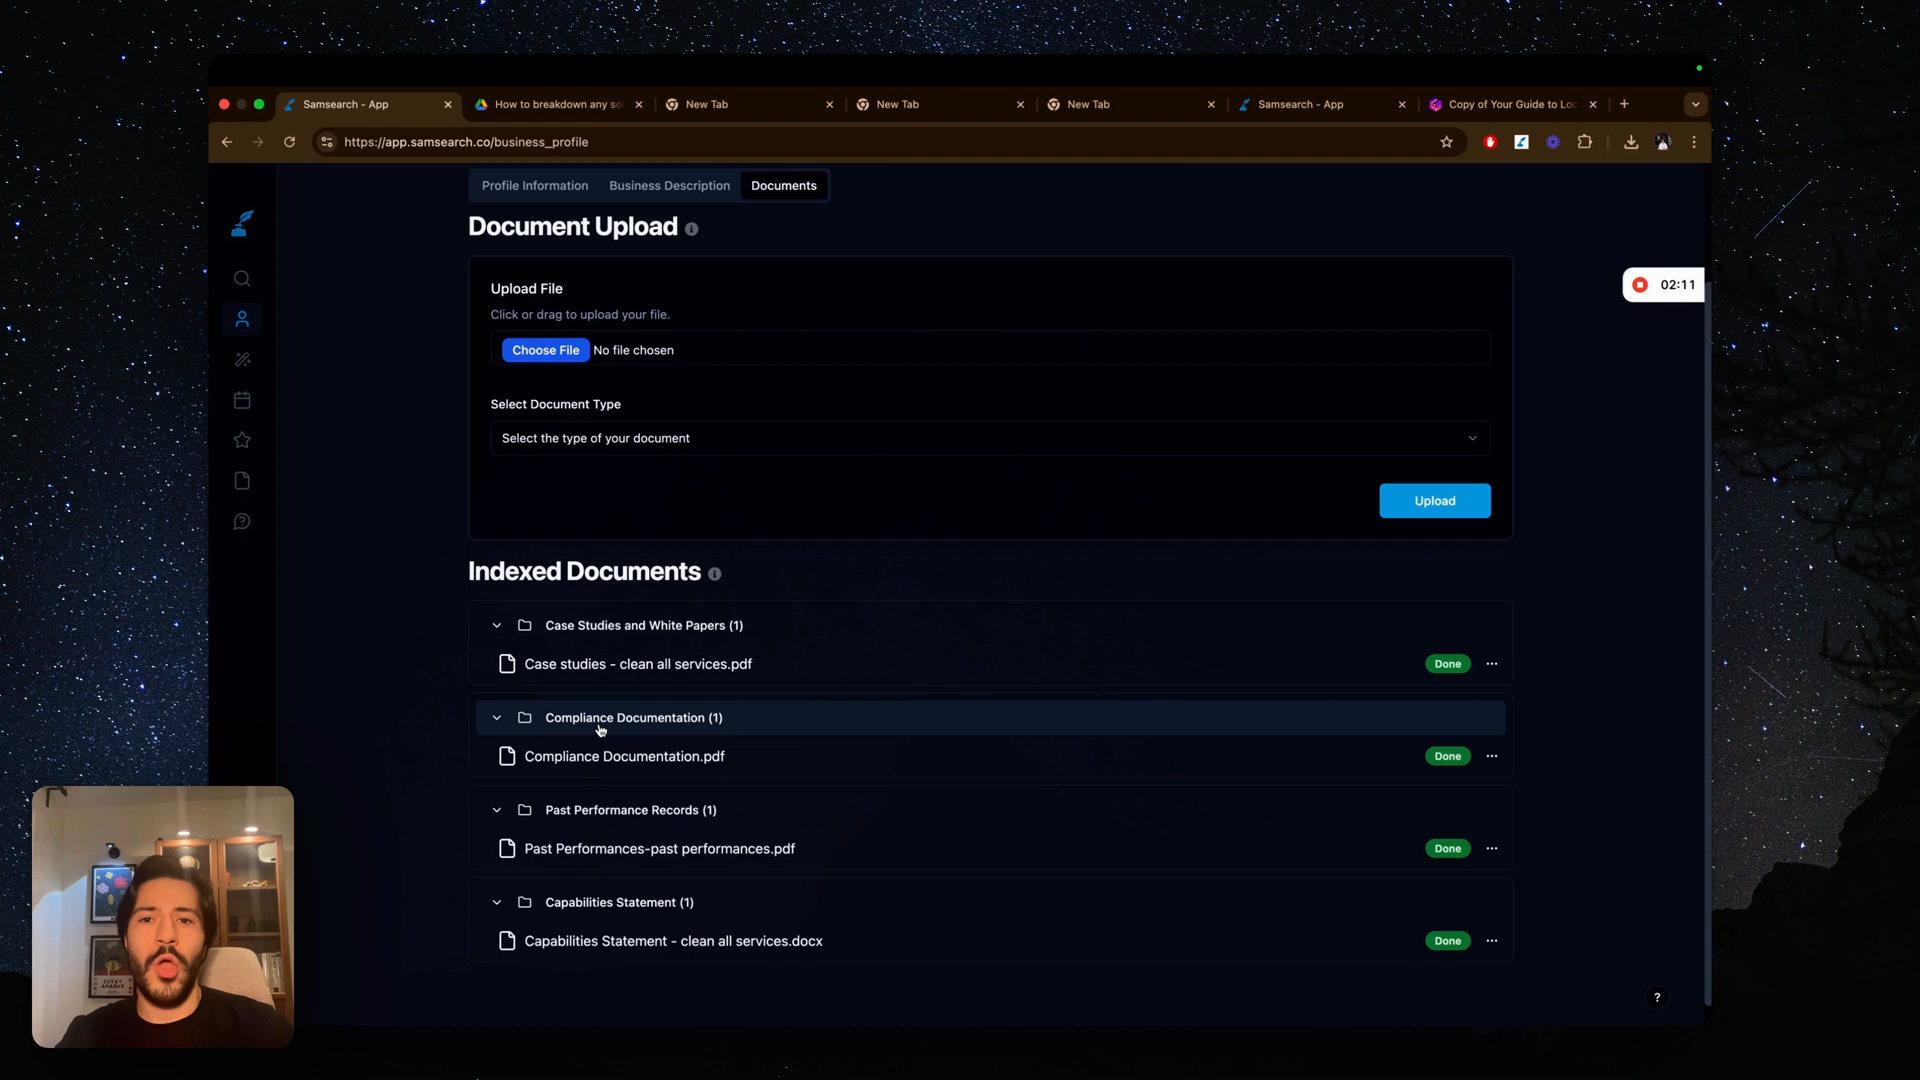 Samsearch - App
How to breakdown any so
New Tab
New Tab
New Tab
Samsearch - App
Copy of Your Guide to Loc
https://app.samsearch.co/business_profile
Profile Information
Business Description
Documents
Document Upload
02:11
Upload File
Click or drag to upload your file.
Choose File
No file chosen
Select Document Type
Select the type of your document
Upload
Indexed Documents
Case Studies and White Papers (1)
Case studies - clean all services.pdf
Done
Compliance Documentation (1)
Compliance Documentation.pdf
Done
Past Performance Records (1)
Past Performances-past performances.pdf
Done
Capabilities Statement (1)
Capabilities Statement - clean all services.docx
Done
?